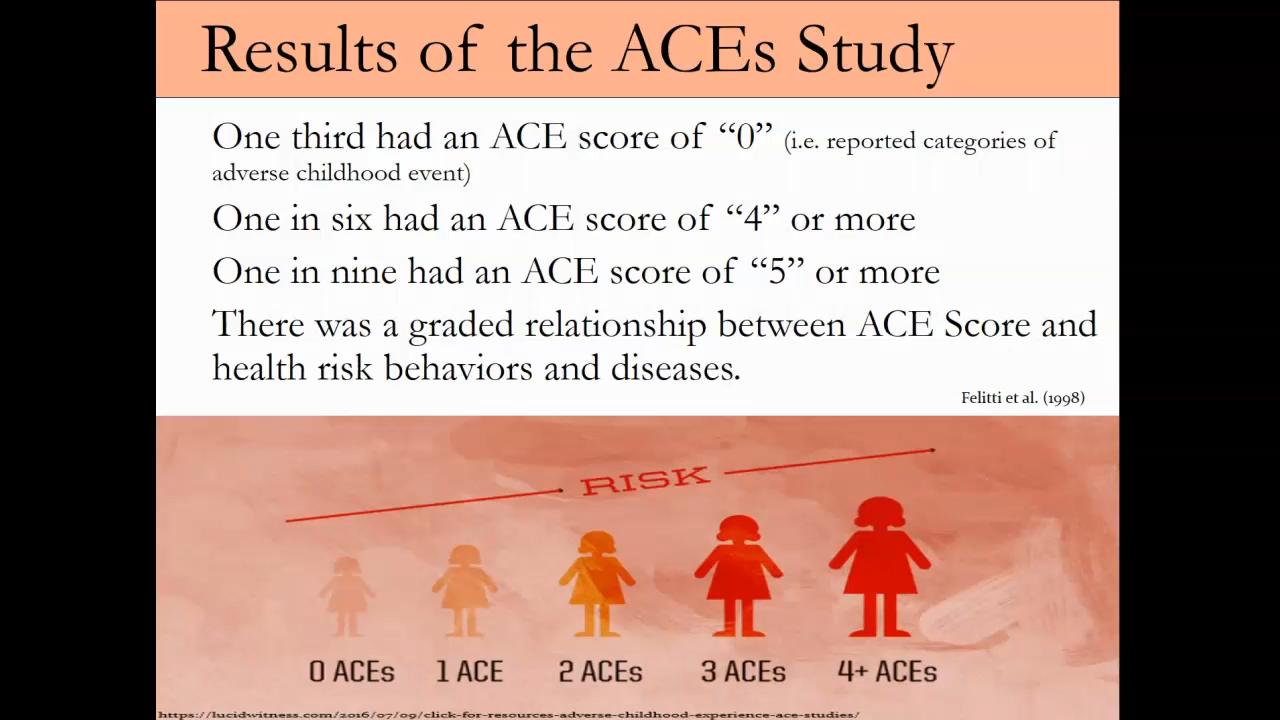 Results of the ACEs Study
One third had an ACE score of “0” (i.e. reported categories of
adverse childhood event)
One in six had an ACE score of “4” or more
One in nine had an ACE score of “5” or more
There was a graded relationship between ACE Score and
health risk behaviors and diseases.
Felitti et al. (1998)
RISK
0 ACEs 1 ACE 2 ACEs 3 ACEs 4+ ACEs
https://lucidwitness.com/2016/07/09/click-for-resources-adverse-childhood-experience-ace-studies/